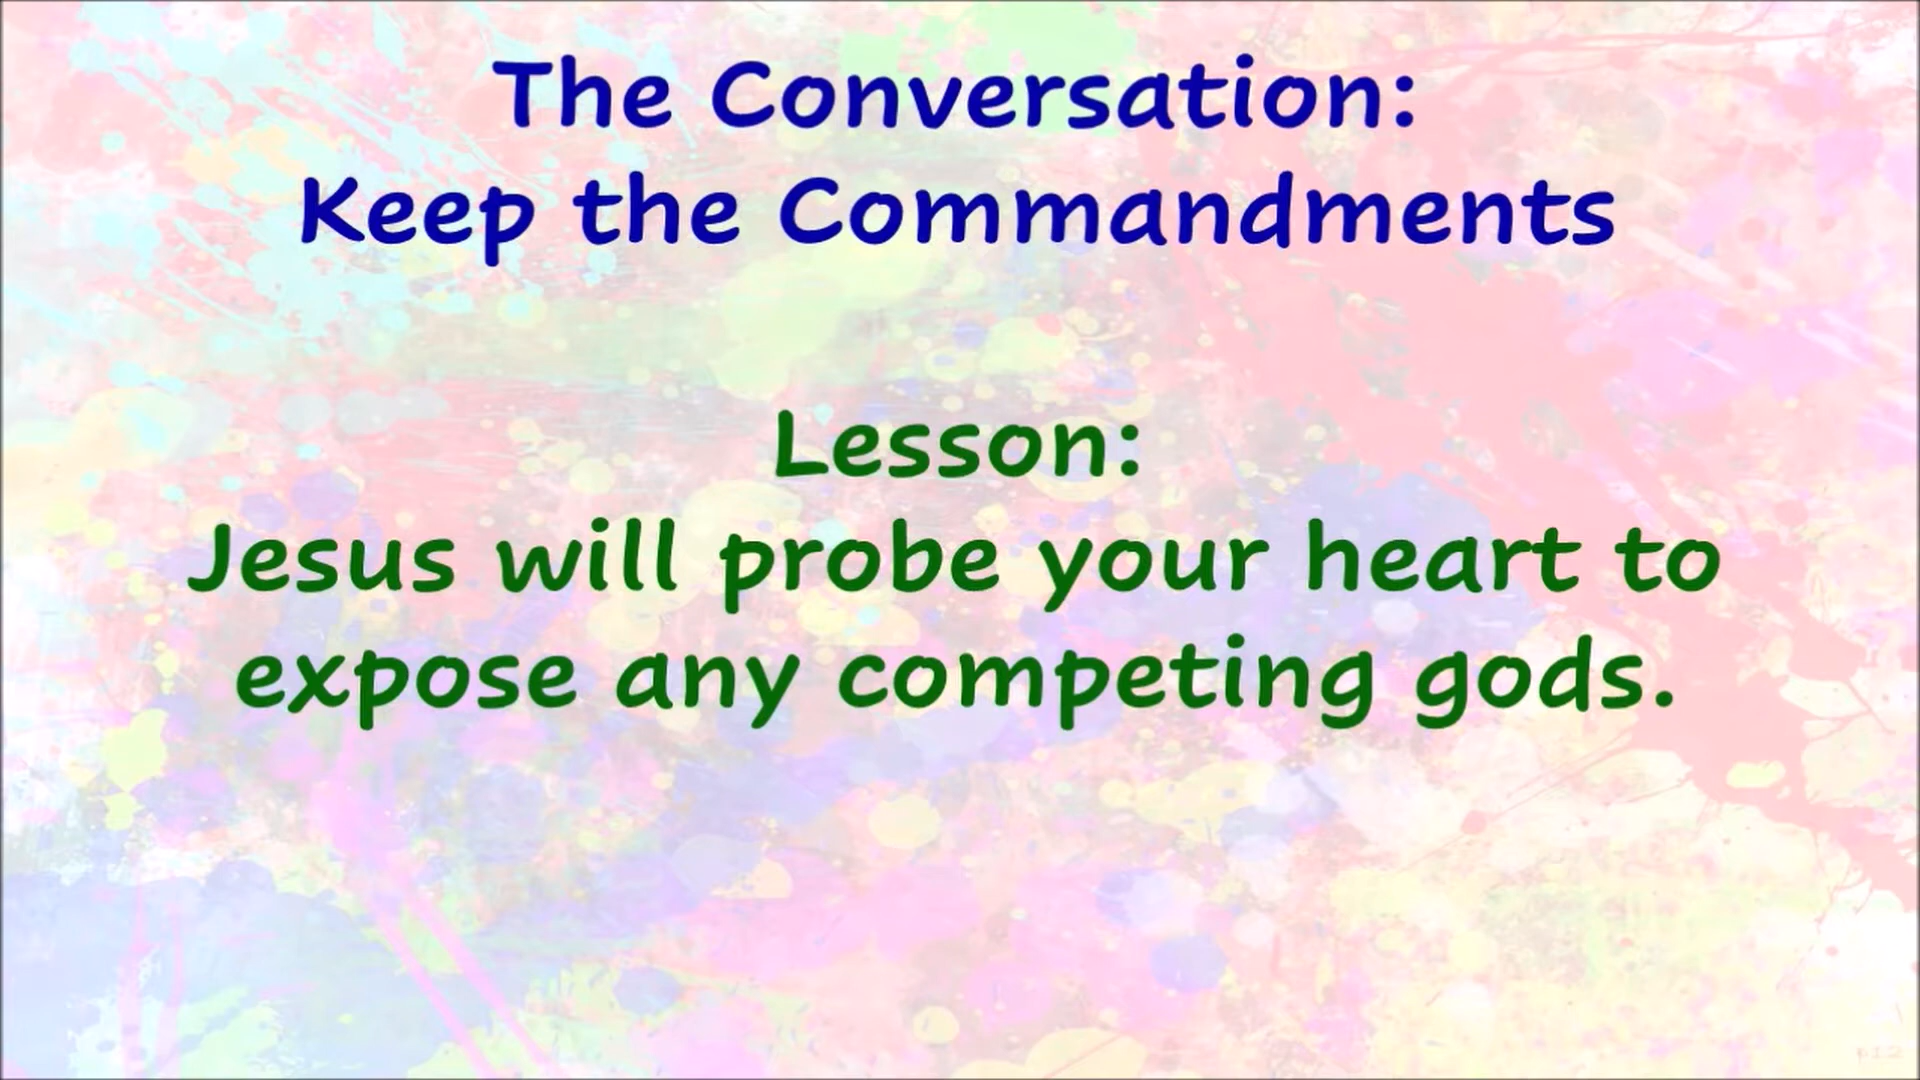 The Conversation:
Keep the Commandments
Lesson:
Jesus will probe your heart to
expose any competing gods.